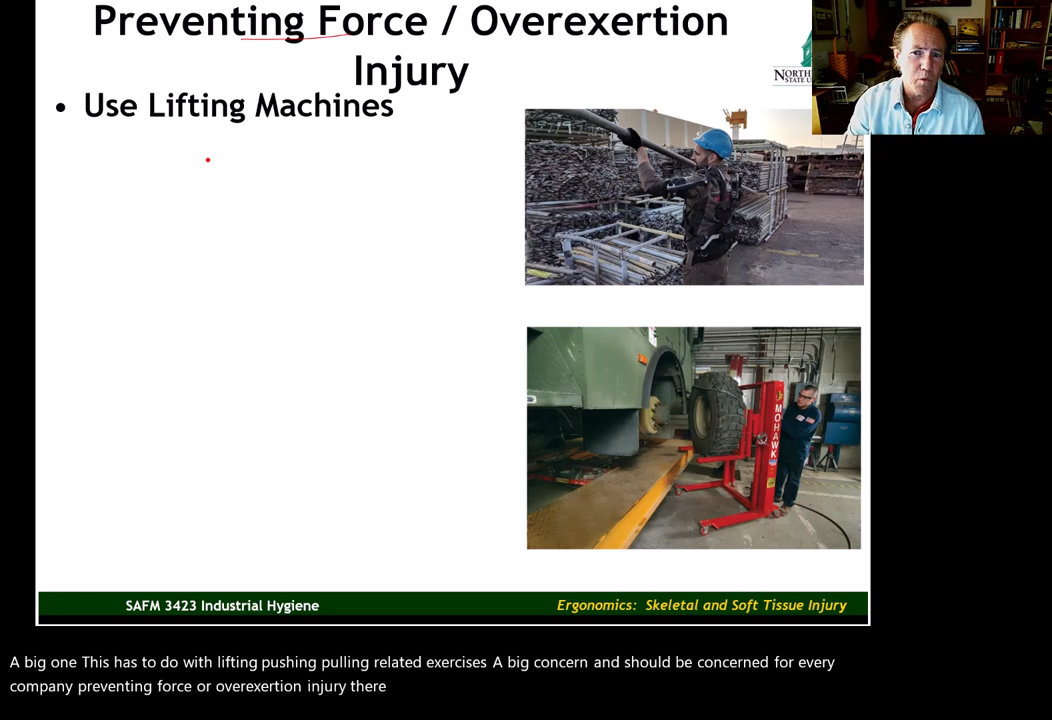 Preventing Force / Overexertion
Injury
NORTH
STATE U
• Use Lifting Machines
MOHAWK
SAFM 3423 Industrial Hygiene
Ergonomics: Skeletal and Soft Tissue Injury
A big one This has to do with lifting pushing pulling related exercises A big concern and should be concerned for every
company preventing force or overexertion injury there